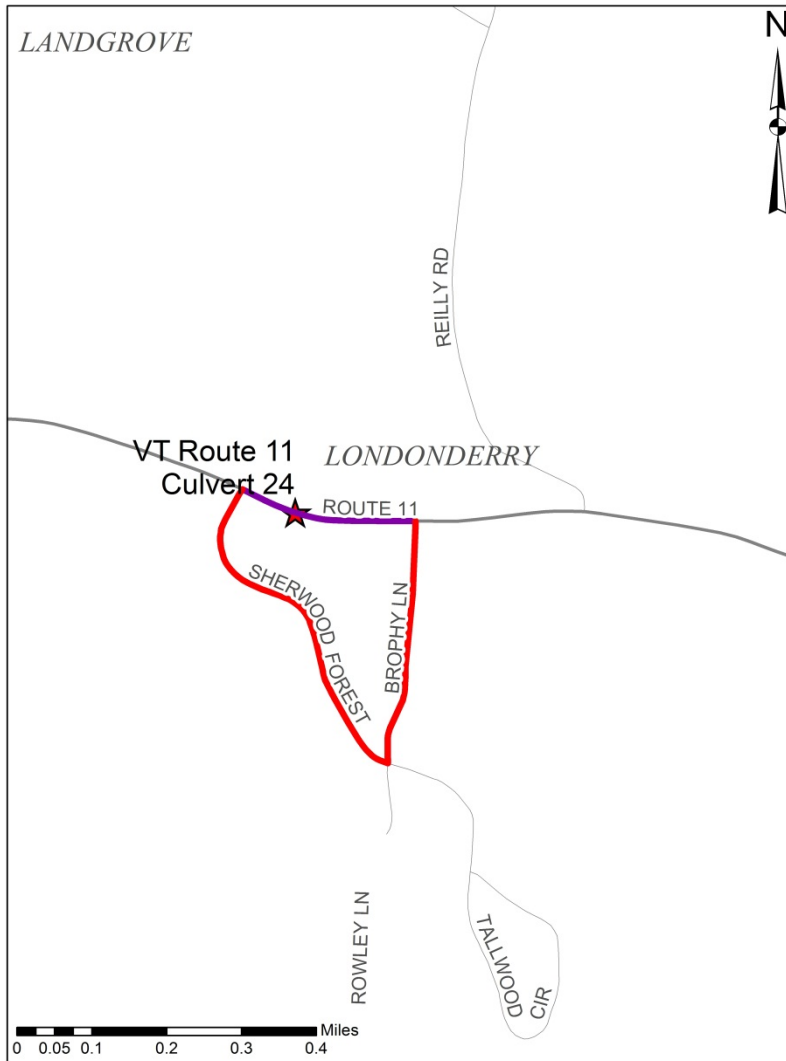 LANDGROVE
N
REILLY RD
VT Route 11
Culvert 24
LONDONDERRY
ROUTE 11
SHERWOOD FOREST
BROPHY LN
ROWLEY LN
TALLWOOD
CIR
Miles
0 0.05 0.1 0.2 0.3 0.4